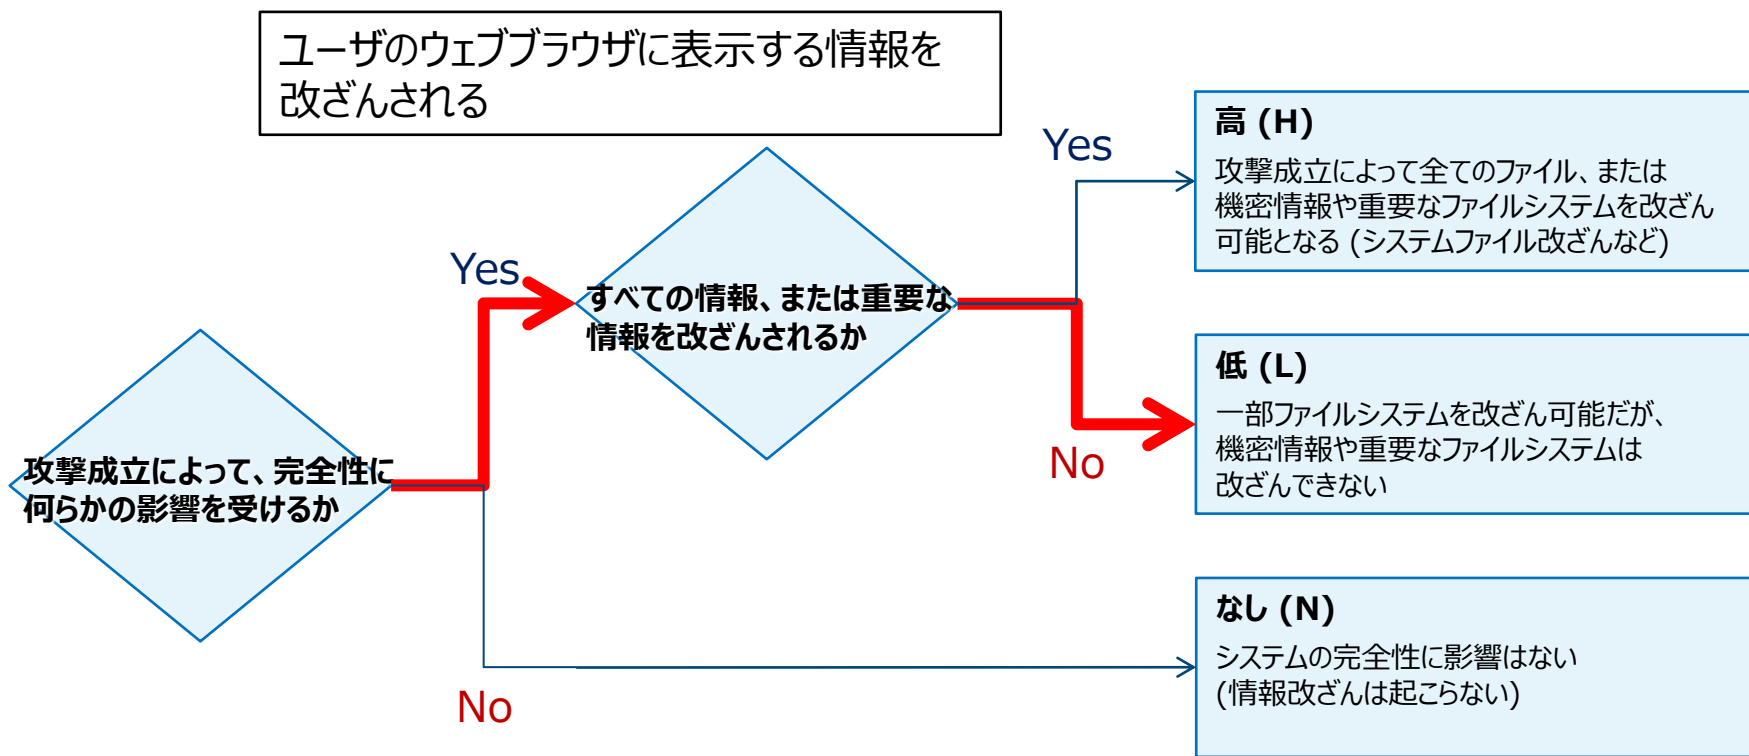 ユーザのウェブブラウザに表示する情報を
改ざんされる
Yes
高 (H)
攻撃成立によって全てのファイル、または
機密情報や重要なファイルシステムを改ざん
可能となる (システムファイル改ざんなど)
Yes
すべての情報、または重要な
情報を改ざんされるか
低 (L)
一部ファイルシステムを改ざん可能だが、
機密情報や重要なファイルシステムは
改ざんできない
No
攻撃成立によって、完全性に
何らかの影響を受けるか
なし (N)
システムの完全性に影響はない
(情報改ざんは起こらない)
No